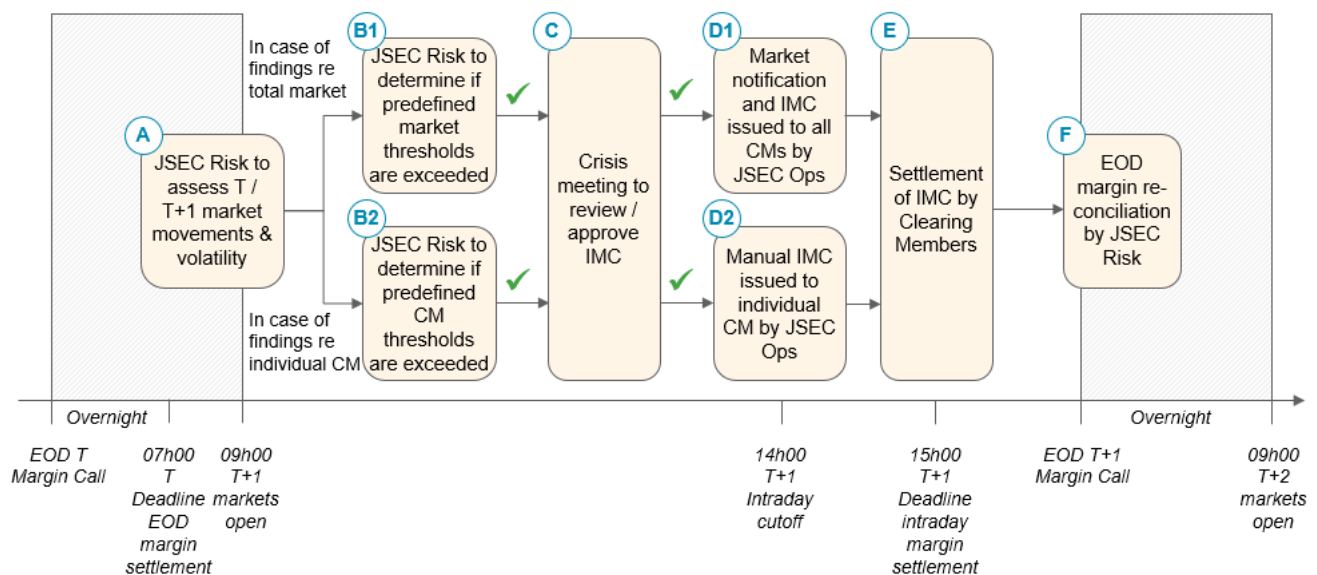 A
JSEC Risk to
assess T /
T+1 market
movements &
volatility
In case of
findings re
total market
In case of
findings re
individual CM
B1
JSEC Risk to
determine if
predefined
market
thresholds
are exceeded
B2
JSEC Risk to
determine if
predefined
CM
thresholds
are exceeded
C
Crisis
meeting to
review /
approve
IMC
D1
Market
notification
and IMC
issued to all
CMs by
JSEC Ops
D2
Manual IMC
issued to
individual
CM by JSEC
Ops
E
Settlement
of IMC by
Clearing
Members
F
EOD
margin re-
conciliation
by JSEC
Risk
Overnight
Overnight
EOD T
Margin Call
07h00
T
Deadline
EOD
margin
settlement
09h00
T+1
markets
open
14h00
T+1
Intraday
cutoff
15h00
T+1
Deadline
intraday
margin
settlement
EOD T+1
Margin Call
09h00
T+2
markets
open